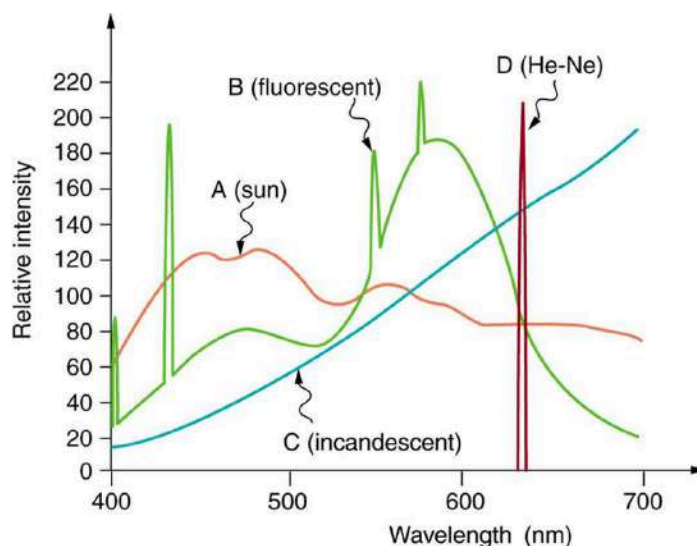 220
200
180
160
140
120
100
80
60
40
20
0
Relative intensity
A (sun)
B (fluorescent)
C (incandescent)
D (He-Ne)
400
500
600
700
Wavelength (nm)